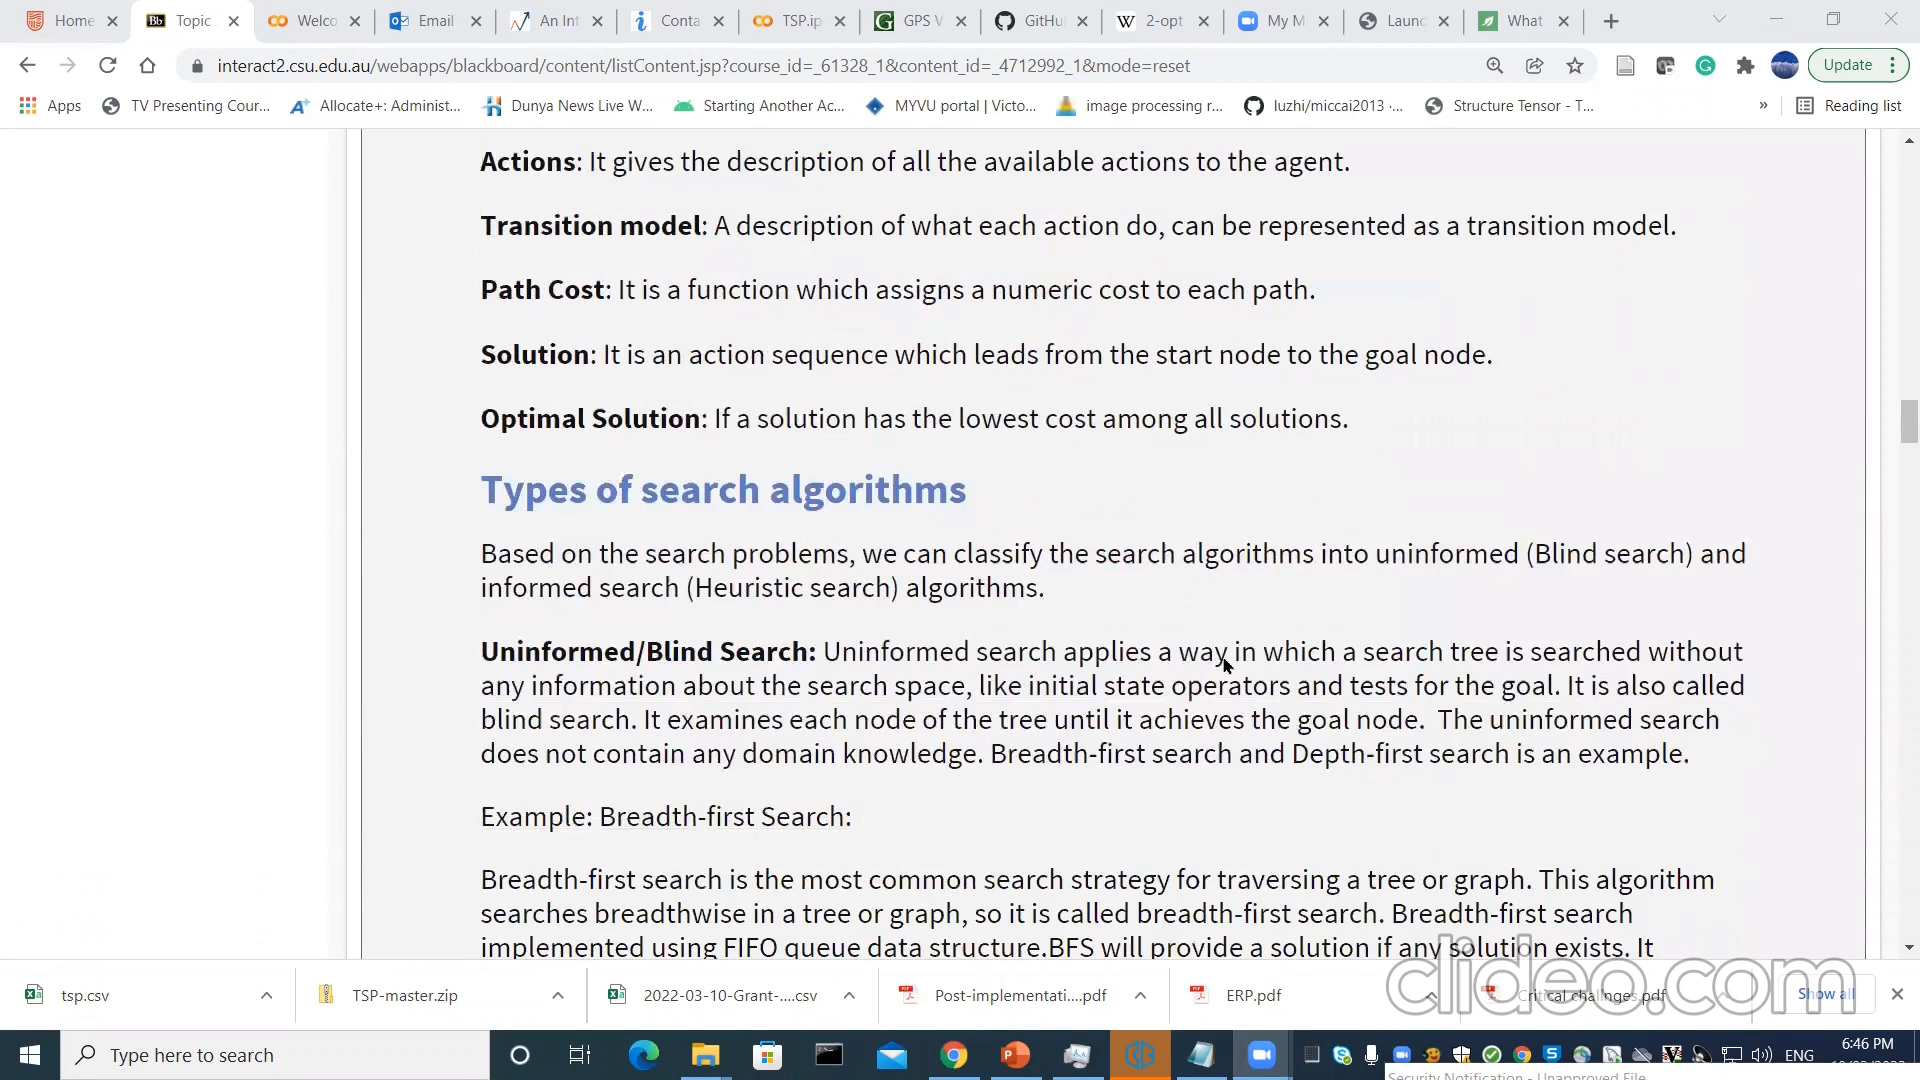 Home
Topic
Welco
Email
An Int
Conta
TSP.ip
GPS V
GitHu
2-opt
My M
Launc
What
interact2.csu.edu.au/webapps/blackboard/content/listContent.jsp?course_id=_61328_1&content_id=_4712992_1&mode=reset
Update
Apps
TV Presenting Cour...
Allocate+: Administ...
Dunya News Live W...
Starting Another Ac...
MYVU portal | Victo...
image processing r...
luzhi/miccai2013 ·...
Structure Tensor - T...
»
Reading list
Actions: It gives the description of all the available actions to the agent.
Transition model: A description of what each action do, can be represented as a transition model.
Path Cost: It is a function which assigns a numeric cost to each path.
Solution: It is an action sequence which leads from the start node to the goal node.
Optimal Solution: If a solution has the lowest cost among all solutions.
Types of search algorithms
Based on the search problems, we can classify the search algorithms into uninformed (Blind search) and
informed search (Heuristic search) algorithms.
Uninformed/Blind Search: Uninformed search applies a way in which a search tree is searched without
any information about the search space, like initial state operators and tests for the goal. It is also called
blind search. It examines each node of the tree until it achieves the goal node. The uninformed search
does not contain any domain knowledge. Breadth-first search and Depth-first search is an example.
Example: Breadth-first Search:
Breadth-first search is the most common search strategy for traversing a tree or graph. This algorithm
searches breadthwise in a tree or graph, so it is called breadth-first search. Breadth-first search
implemented using FIFO queue data structure.BFS will provide a solution if any solution exists. It
clideo.com
tsp.csv
TSP-master.zip
2022-03-10-Grant-....csv
Post-implementati....pdf
ERP.pdf
Critical challnges.pdf
Show all
Type here to search
ENG
6:46 PM
Security Notification - Unapproved File